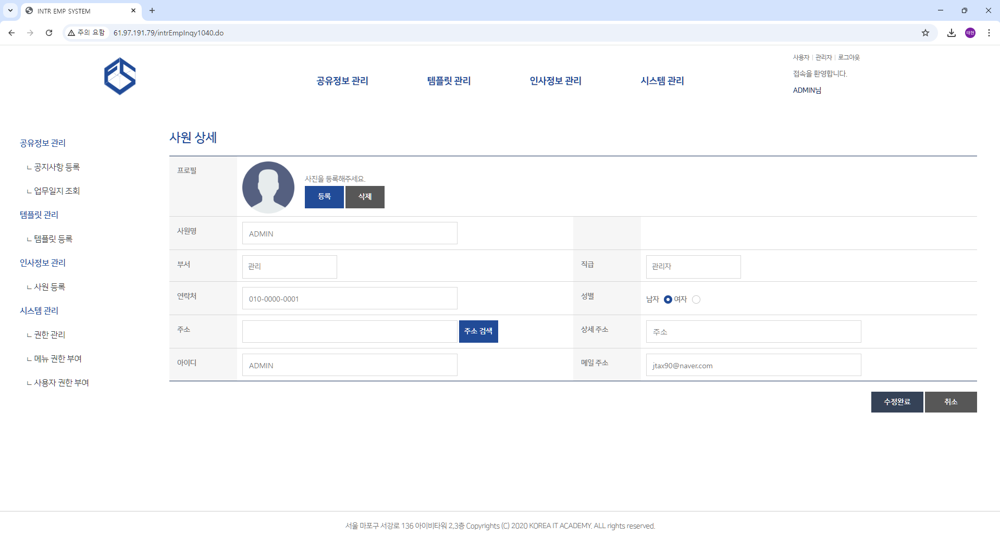 INTR EMP SYSTEM
주의 요함 61.97.191.79/intrEmpInqy1040.do
태현
사용자 | 관리자 | 로그아웃
접속을 환영합니다.
ADMIN님
공유정보 관리 템플릿 관리 인사정보 관리 시스템 관리
공유정보 관리
ㄴ 공지사항 등록
ㄴ 업무일지 조회
템플릿 관리
ㄴ 템플릿 등록
인사정보 관리
ㄴ 사원 등록
시스템 관리
ㄴ 권한 관리
ㄴ 메뉴 권한 부여
ㄴ 사용자 권한 부여
사원 상세
프로필
사진을 등록해주세요.
등록 삭제
사원명 ADMIN
부서 관리 직급 관리자
연락처 010-0000-0001 성별 남자 여자
주소 주소 검색 상세 주소 주소
아이디 ADMIN 메일 주소 jtax90@naver.com
수정완료 취소
서울 마포구 서강로 136 아이비타워 2,3층 Copyrights (C) 2020 KOREA IT ACADEMY. ALL rights reserved.